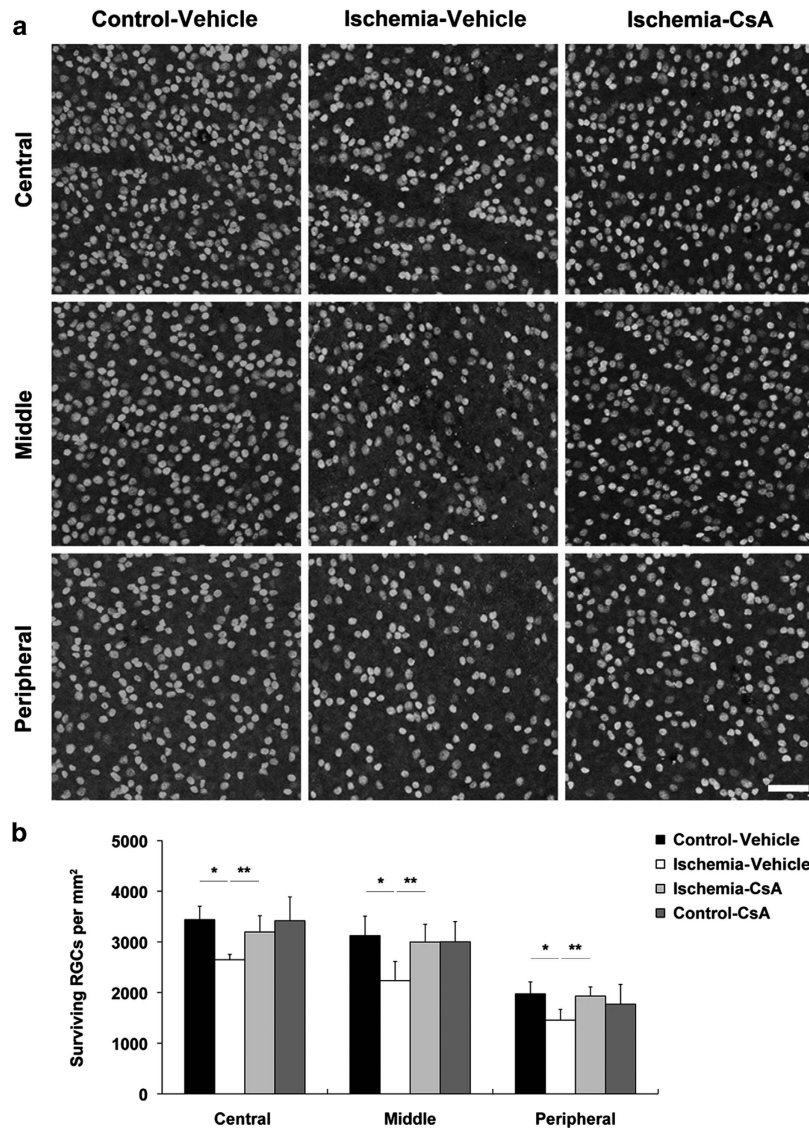 a
Control-Vehicle Ischemia-Vehicle Ischemia-CsA
Central
Middle
Peripheral
b
Surviving RGCs per mm²
5000
4000
3000
2000
1000
0
* **
* **
* **
Control-Vehicle
Ischemia-Vehicle
Ischemia-CsA
Control-CsA
Central Middle Peripheral